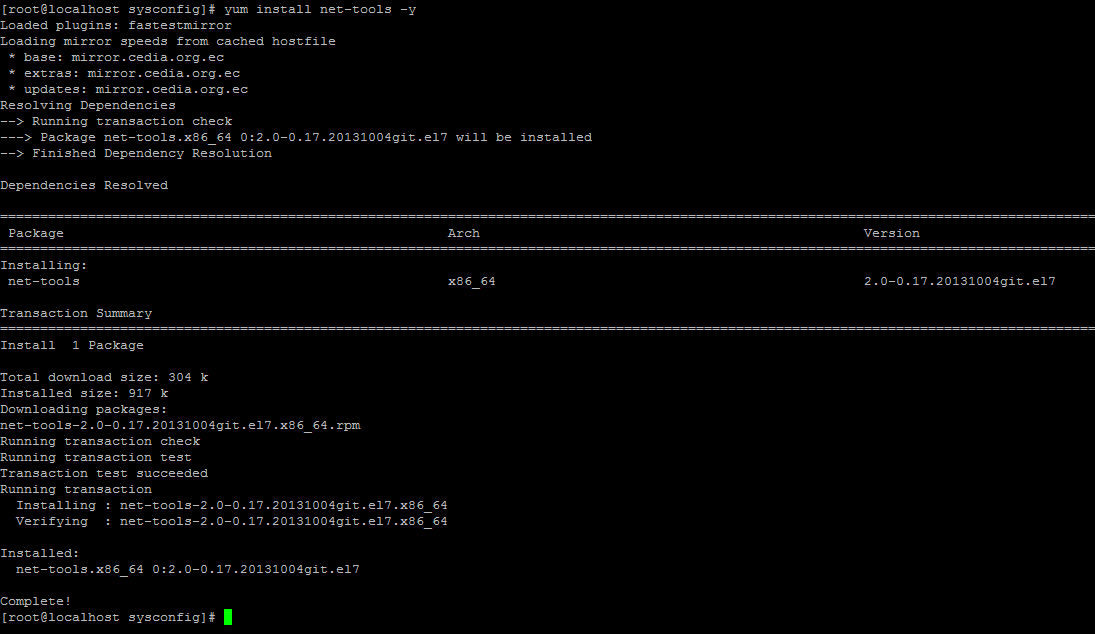 [root@localhost sysconfig]# yum install net-tools -y
Loaded plugins: fastestmirror
Loading mirror speeds from cached hostfile
 * base: mirror.cedia.org.ec
 * extras: mirror.cedia.org.ec
 * updates: mirror.cedia.org.ec
Resolving Dependencies
--> Running transaction check
---> Package net-tools.x86_64 0:2.0-0.17.20131004git.el7 will be installed
--> Finished Dependency Resolution

Dependencies Resolved

================================================================================
 Package Arch Version
================================================================================
Installing:
 net-tools x86_64 2.0-0.17.20131004git.el7

Transaction Summary
================================================================================
Install  1 Package

Total download size: 304 k
Installed size: 917 k
Downloading packages:
net-tools-2.0-0.17.20131004git.el7.x86_64.rpm
Running transaction check
Running transaction test
Transaction test succeeded
Running transaction
  Installing : net-tools-2.0-0.17.20131004git.el7.x86_64
  Verifying  : net-tools-2.0-0.17.20131004git.el7.x86_64

Installed:
  net-tools.x86_64 0:2.0-0.17.20131004git.el7

Complete!
[root@localhost sysconfig]#